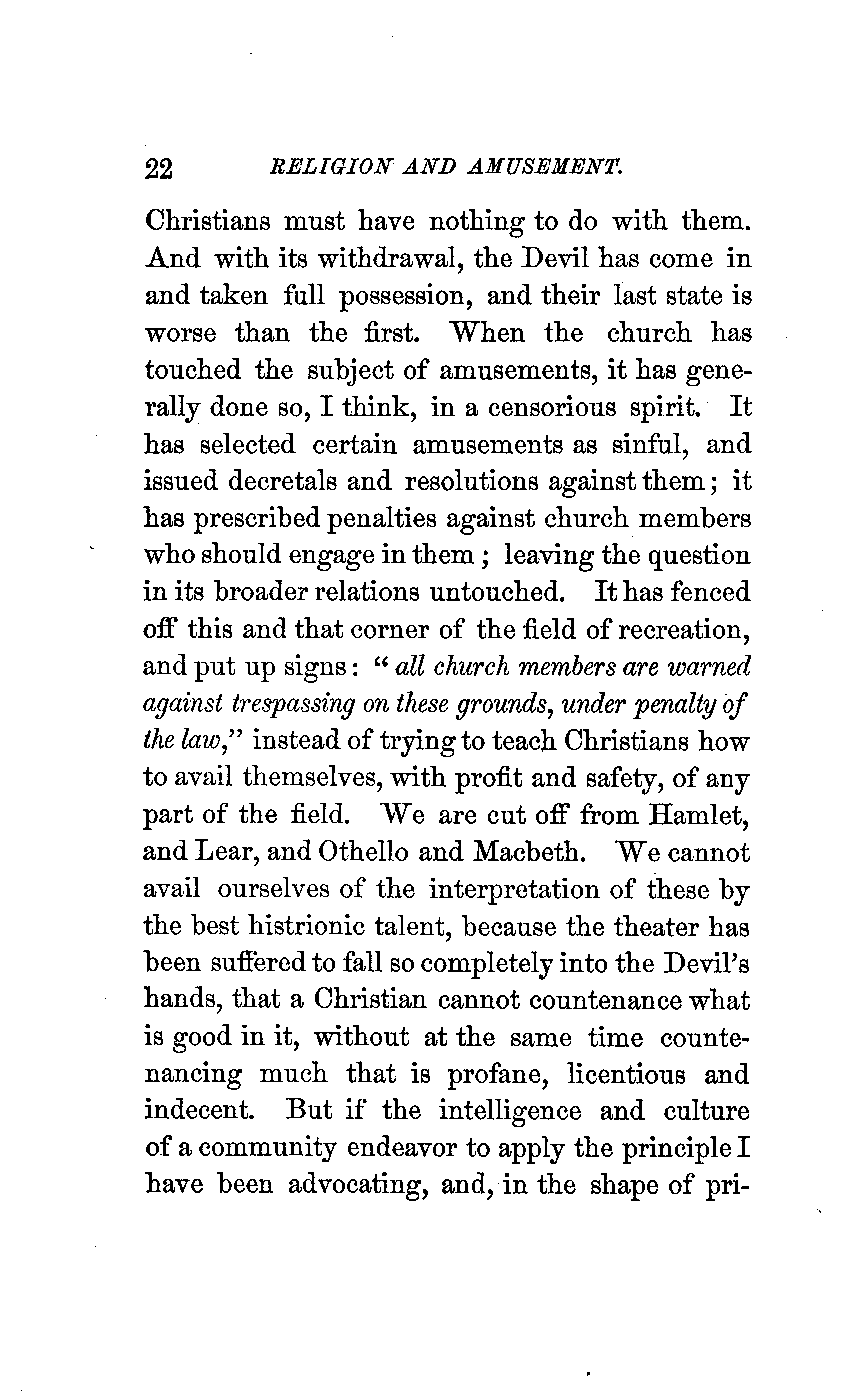 22 RELIGION AND AMUSEMENT.
Christians must have nothing to do with them.
And with its withdrawal, the Devil has come in
and taken full possession, and their last state is
worse than the first. When the church has
touched the subject of amusements, it has gene-
rally done so, I think, in a censorious spirit. It
has selected certain amusements as sinful, and
issued decretals and resolutions against them; it
has prescribed penalties against church members
who should engage in them; leaving the question
in its broader relations untouched. It has fenced
off this and that corner of the field of recreation,
and put up signs: "all church members are warned
against trespassing on these grounds, under penalty of
the law," instead of trying to teach Christians how
to avail themselves, with profit and safety, of any
part of the field. We are cut off from Hamlet,
and Lear, and Othello and Macbeth. We cannot
avail ourselves of the interpretation of these by
the best histrionic talent, because the theater has
been suffered to fall so completely into the Devil's
hands, that a Christian cannot countenance what
is good in it, without at the same time counte-
nancing much that is profane, licentious and
indecent. But if the intelligence and culture
of a community endeavor to apply the principle I
have been advocating, and, in the shape of pri-